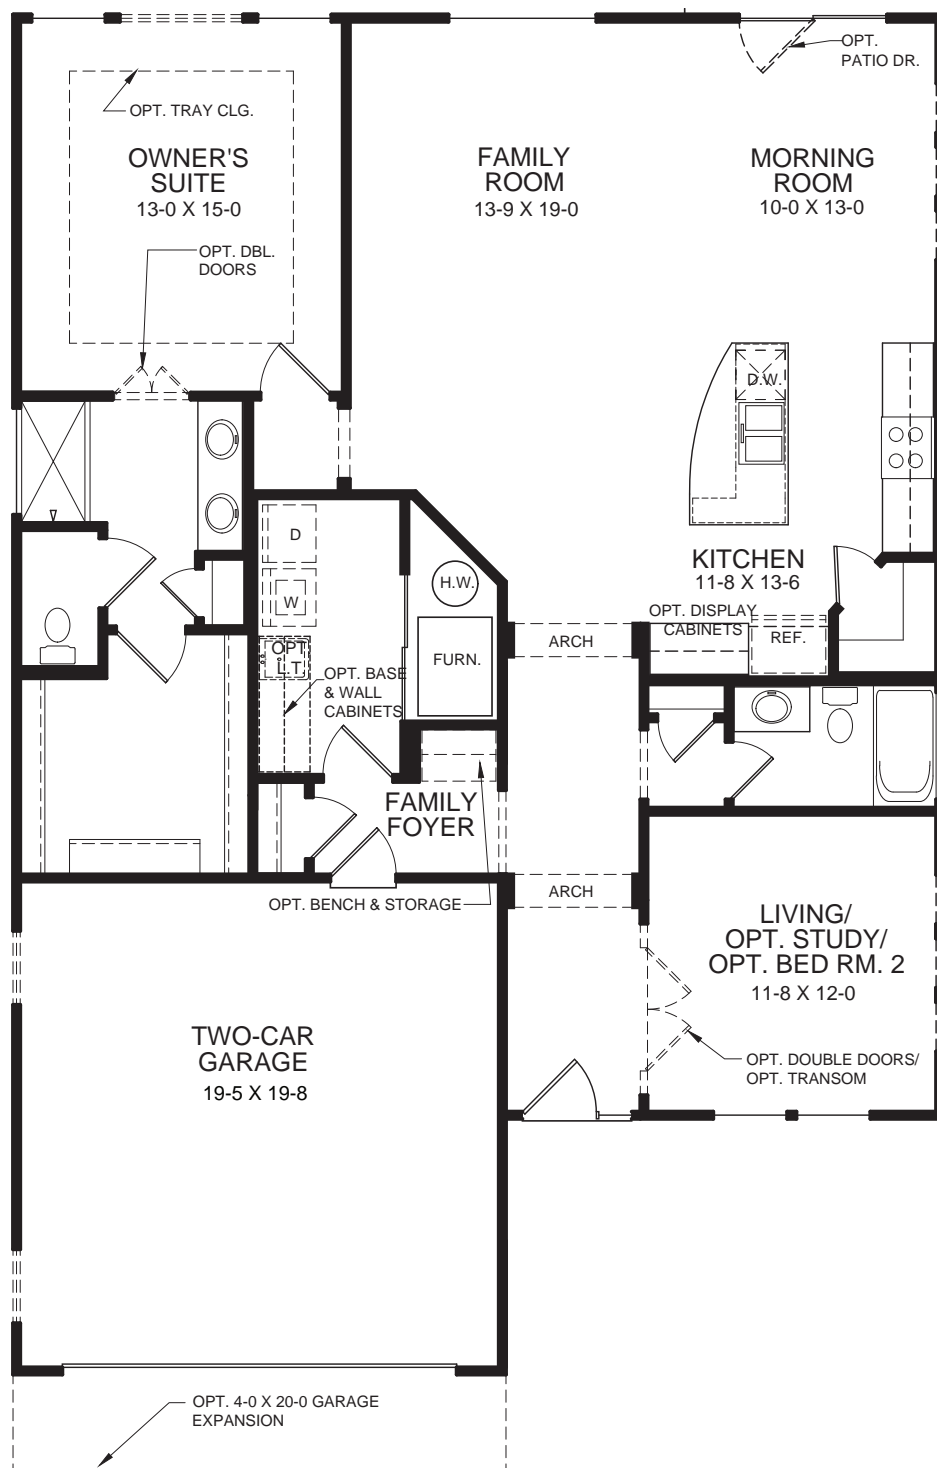 OPT.
PATIO DR.
OPT. TRAY CLG.
OWNER'S
SUITE
13-0 X 15-0
FAMILY
ROOM
13-9 X 19-0
MORNING
ROOM
10-0 X 13-0
OPT. DBL.
DOORS
D.W.
D
W
H.W.
KITCHEN
11-8 X 13-6
OPT. DISPLAY
CABINETS
REF.
ARCH
FURN.
OPT
L.T.
OPT. BASE
& WALL
CABINETS
FAMILY
FOYER
OPT. BENCH & STORAGE
ARCH
LIVING/
OPT. STUDY/
OPT. BED RM. 2
11-8 X 12-0
TWO-CAR
GARAGE
19-5 X 19-8
OPT. DOUBLE DOORS/
OPT. TRANSOM
OPT. 4-0 X 20-0 GARAGE
EXPANSION